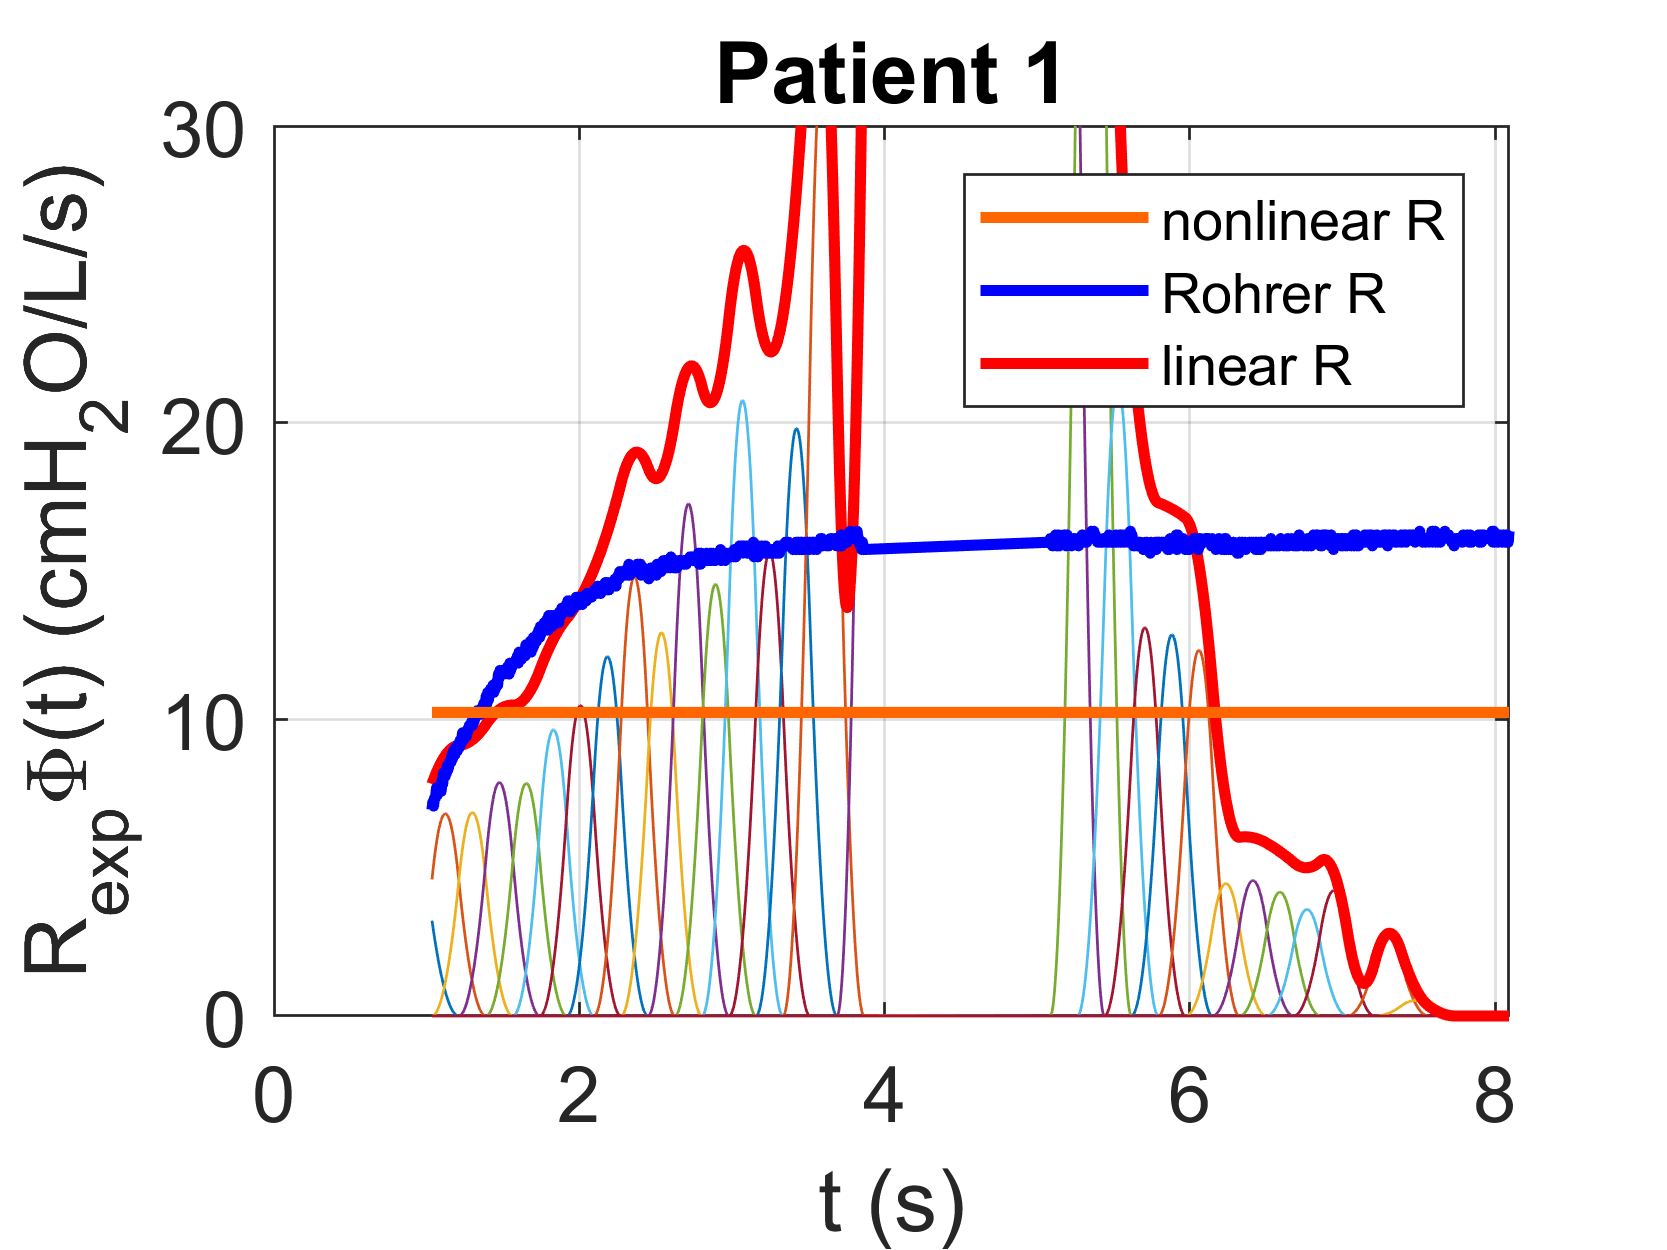 Patient 1
30
20
10
0
R_exp Φ(t) (cmH_2O/L/s)
nonlinear R
Rohrer R
linear R
0 2 4 6 8
t (s)